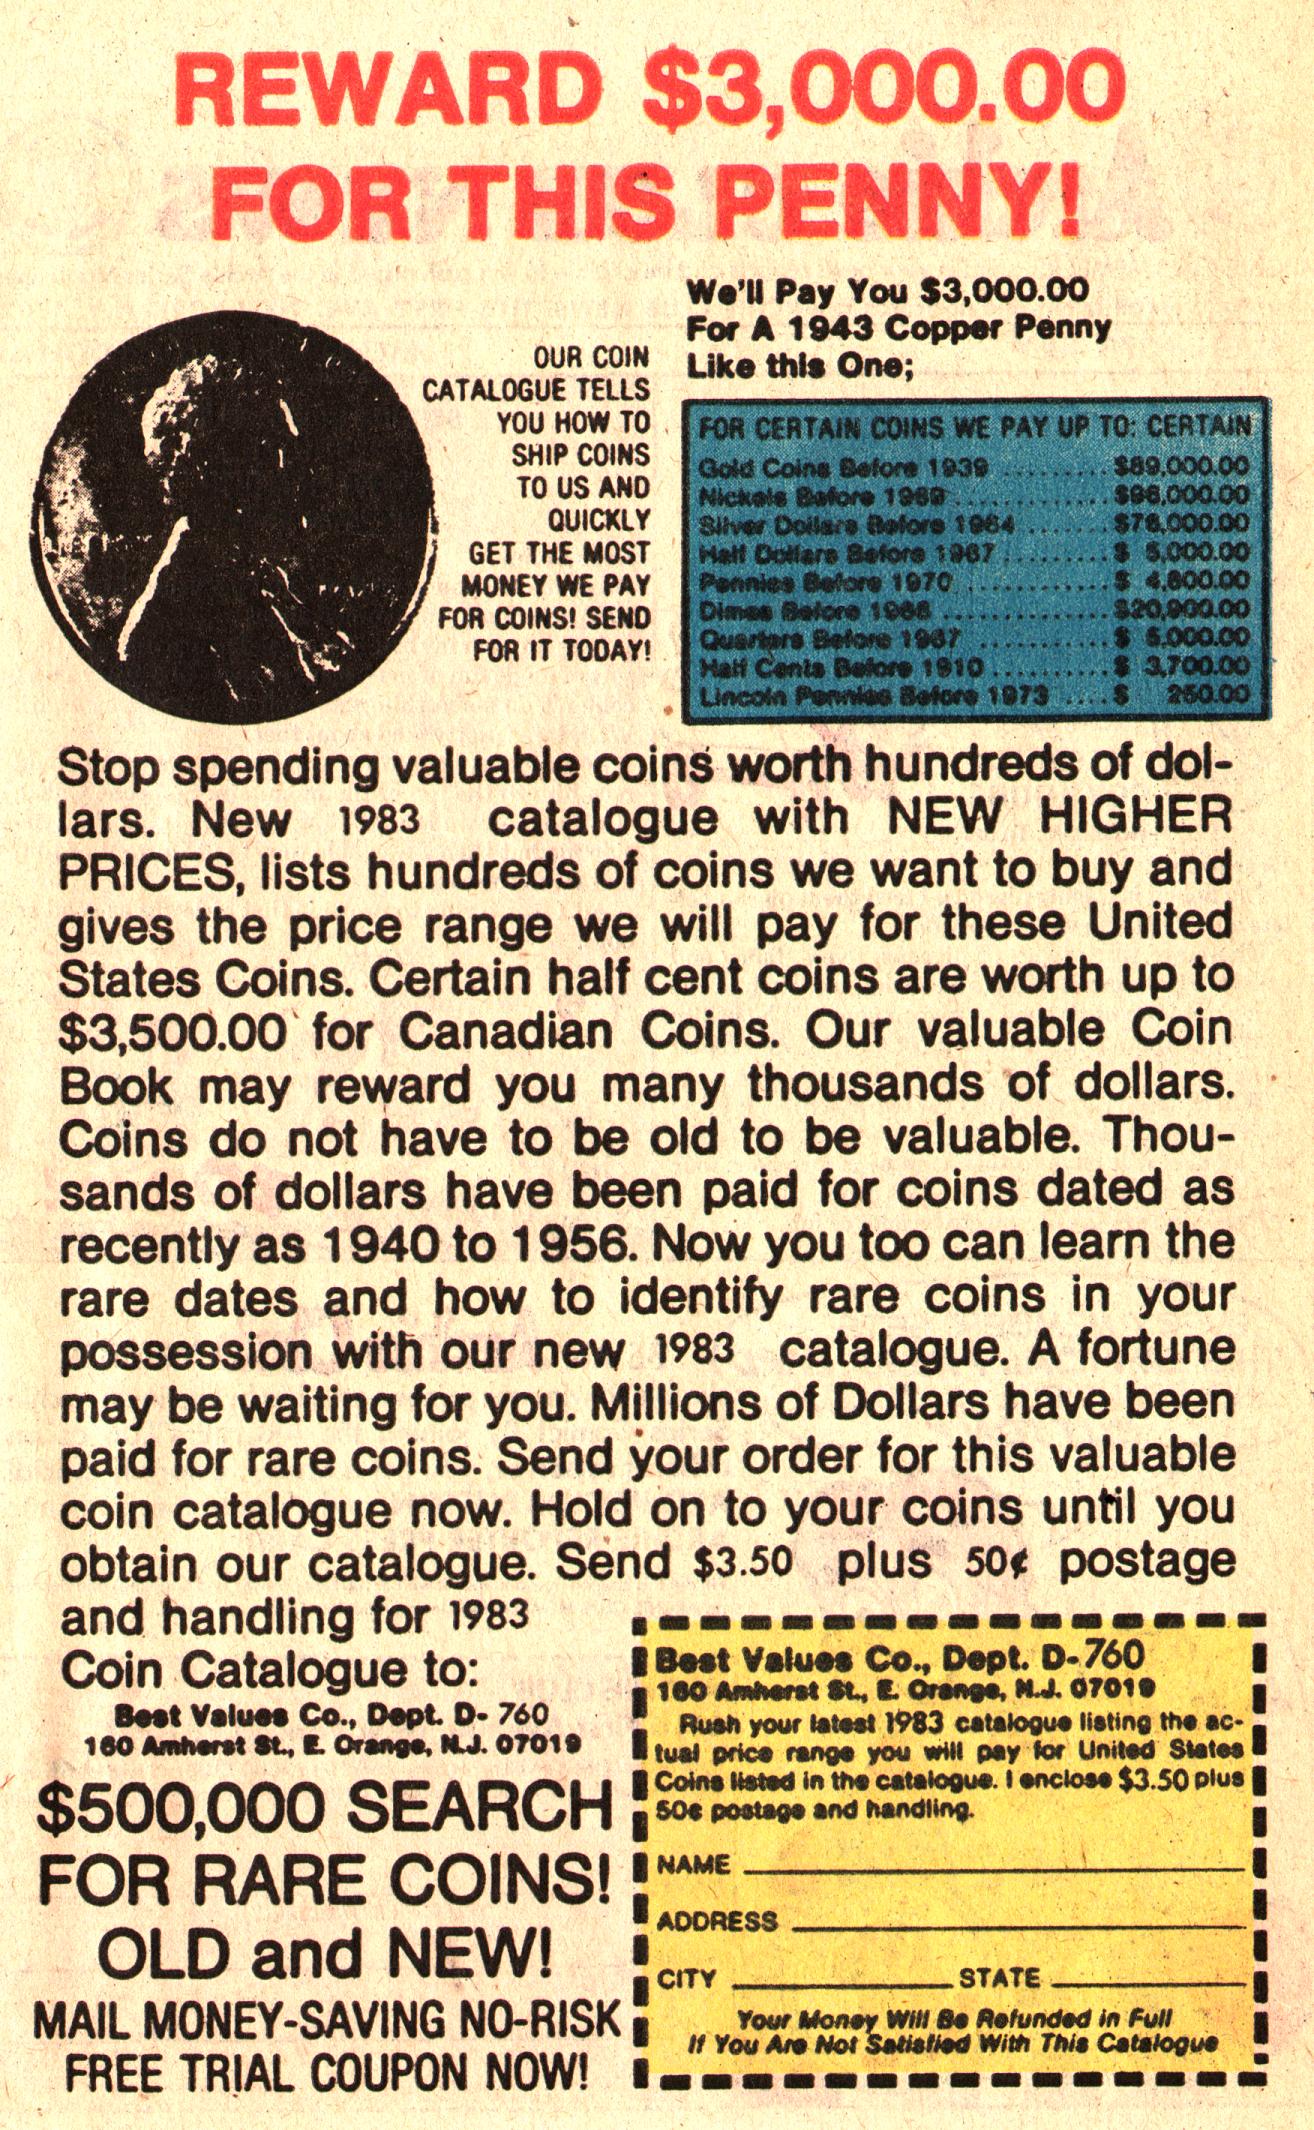 REWARD $3,000.00
FOR THIS PENNY!
We'll Pay You $3,000.00
For A 1943 Copper Penny
Like this One;
OUR COIN
CATALOGUE TELLS
YOU HOW TO
SHIP COINS
TO US AND
QUICKLY
GET THE MOST
MONEY WE PAY
FOR COINS! SEND
FOR IT TODAY!
FOR CERTAIN COINS WE PAY UP TO: CERTAIN
Gold Coins Before 1939 .......... $89,000.00
Nickels Before 1969 .............. $98,000.00
Silver Dollars Before 1964 ....... $76,000.00
Half Dollars Before 1967 ......... $ 5,000.00
Pennies Before 1970 .............. $ 4,800.00
Dimes Before 1968 ................ $20,900.00
Quarters Before 1967 ............. $ 5,000.00
Half Cents Before 1910 ........... $ 3,700.00
Lincoln Pennies Before 1973 .... $ 250.00
Stop spending valuable coins worth hundreds of dol-
lars. New 1983 catalogue with NEW HIGHER
PRICES, lists hundreds of coins we want to buy and
gives the price range we will pay for these United
States Coins. Certain half cent coins are worth up to
$3,500.00 for Canadian Coins. Our valuable Coin
Book may reward you many thousands of dollars.
Coins do not have to be old to be valuable. Thou-
sands of dollars have been paid for coins dated as
recently as 1940 to 1956. Now you too can learn the
rare dates and how to identify rare coins in your
possession with our new 1983 catalogue. A fortune
may be waiting for you. Millions of Dollars have been
paid for rare coins. Send your order for this valuable
coin catalogue now. Hold on to your coins until you
obtain our catalogue. Send $3.50 plus 50¢ postage
and handling for 1983
Coin Catalogue to:
Best Values Co., Dept. D- 760
160 Amherst St., E. Orange, N.J. 07019
$500,000 SEARCH
FOR RARE COINS!
OLD and NEW!
MAIL MONEY-SAVING NO-RISK
FREE TRIAL COUPON NOW!
Best Values Co., Dept. D-760
160 Amherst St., E. Orange, N.J. 07019
Rush your latest 1983 catalogue listing the ac-
tual price range you will pay for United States
Coins listed in the catalogue. I enclose $3.50 plus
50¢ postage and handling.
NAME
ADDRESS
CITY STATE
Your Money Will Be Refunded in Full
If You Are Not Satisfied With This Catalogue